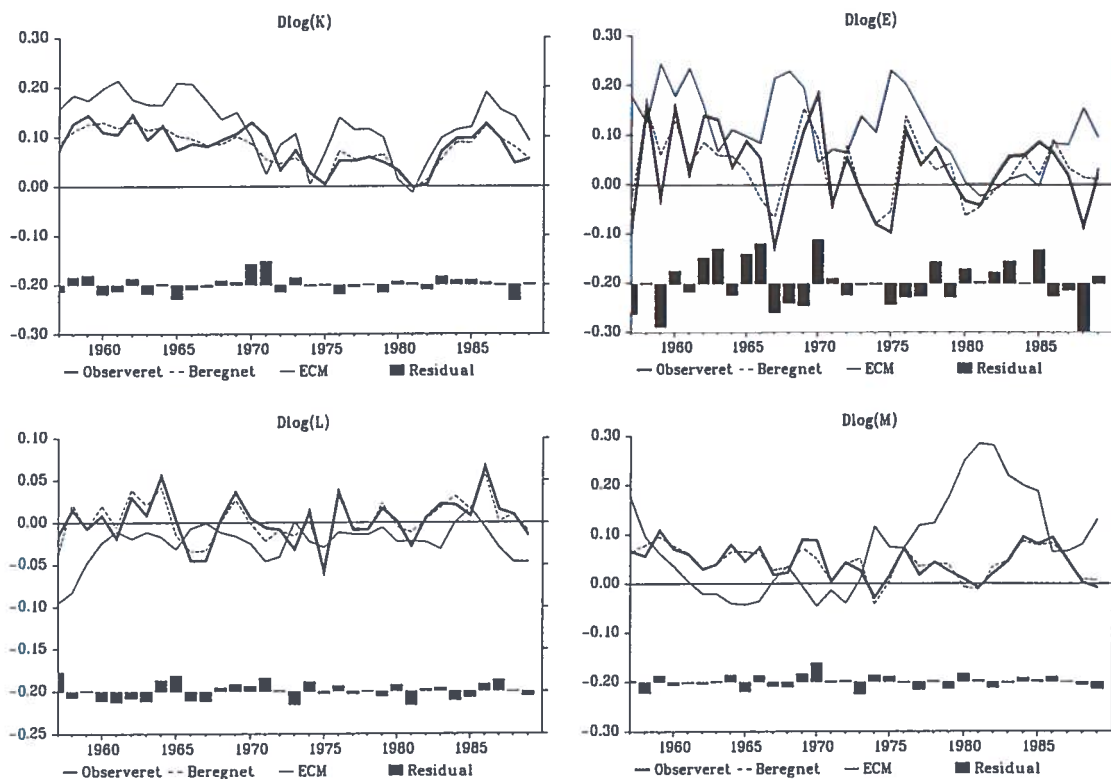 Dlog(K)
0.30
0.20
0.10
0.00
-0.10
-0.20
-0.30
1960 1965 1970 1975 1980 1985
Observeret Beregnet ECM Residual
Dlog(E)
0.30
0.20
0.10
0.00
-0.10
-0.20
-0.30
1960 1965 1970 1975 1980 1985
Observeret Beregnet ECM Residual
Dlog(L)
0.10
0.05
0.00
-0.05
-0.10
-0.15
-0.20
-0.25
1960 1965 1970 1975 1980 1985
Observeret Beregnet ECM Residual
Dlog(M)
0.30
0.20
0.10
0.00
-0.10
-0.20
-0.30
1960 1965 1970 1975 1980 1985
Observeret Beregnet ECM Residual